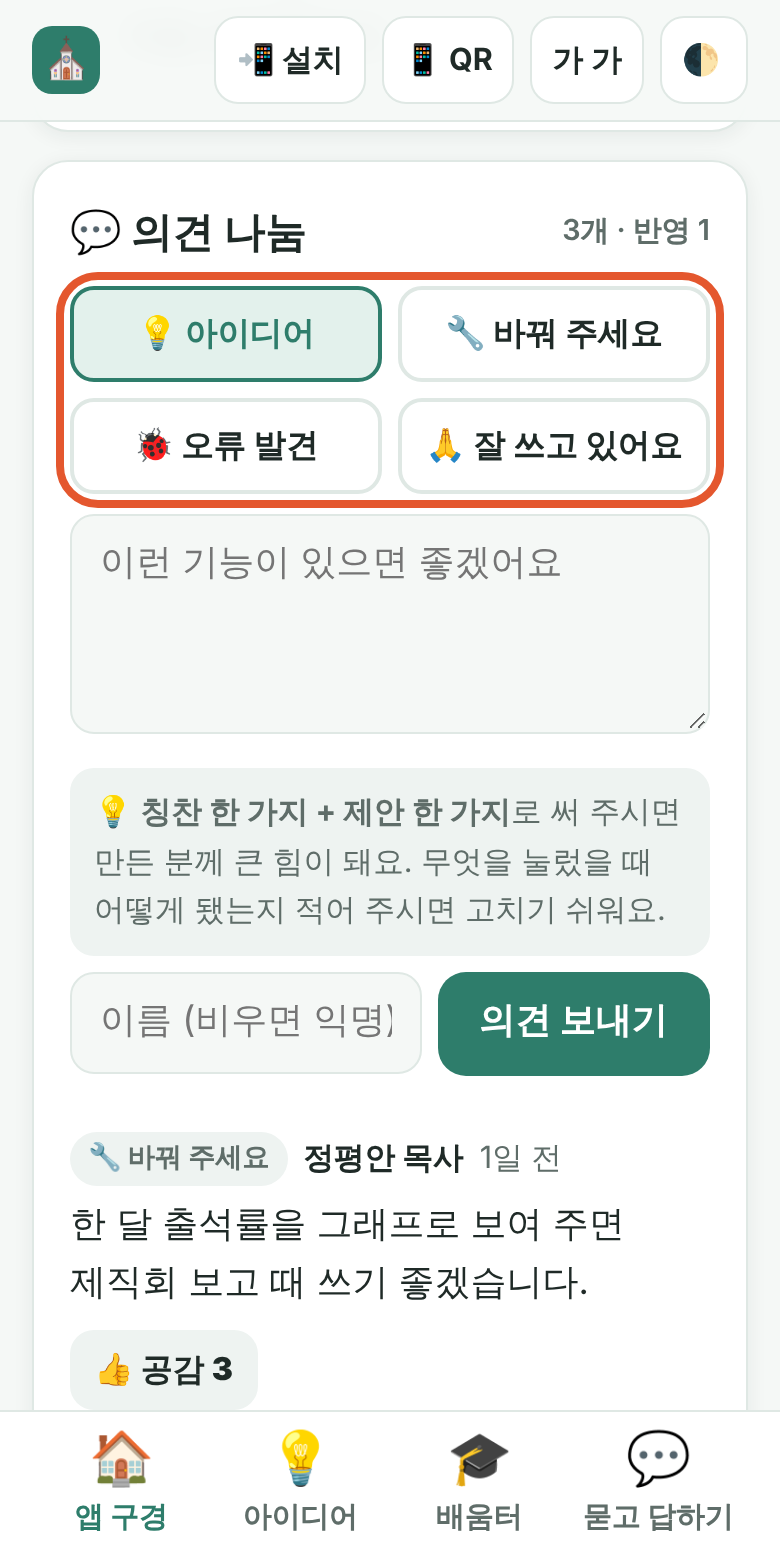 📲 설치
📱 QR
가 가
💬 의견 나눔
3개 · 반영 1
💡 아이디어
🔧 바꿔 주세요
🐞 오류 발견
🙏 잘 쓰고 있어요
이런 기능이 있으면 좋겠어요
💡 칭찬 한 가지 + 제안 한 가지로 써 주시면
만든 분께 큰 힘이 돼요. 무엇을 눌렀을 때
어떻게 됐는지 적어 주시면 고치기 쉬워요.
이름 (비우면 익명)
의견 보내기
🔧 바꿔 주세요 정평안 목사 1일 전
한 달 출석률을 그래프로 보여 주면
제직회 보고 때 쓰기 좋겠습니다.
👍 공감 3
앱 구경
아이디어
배움터
묻고 답하기